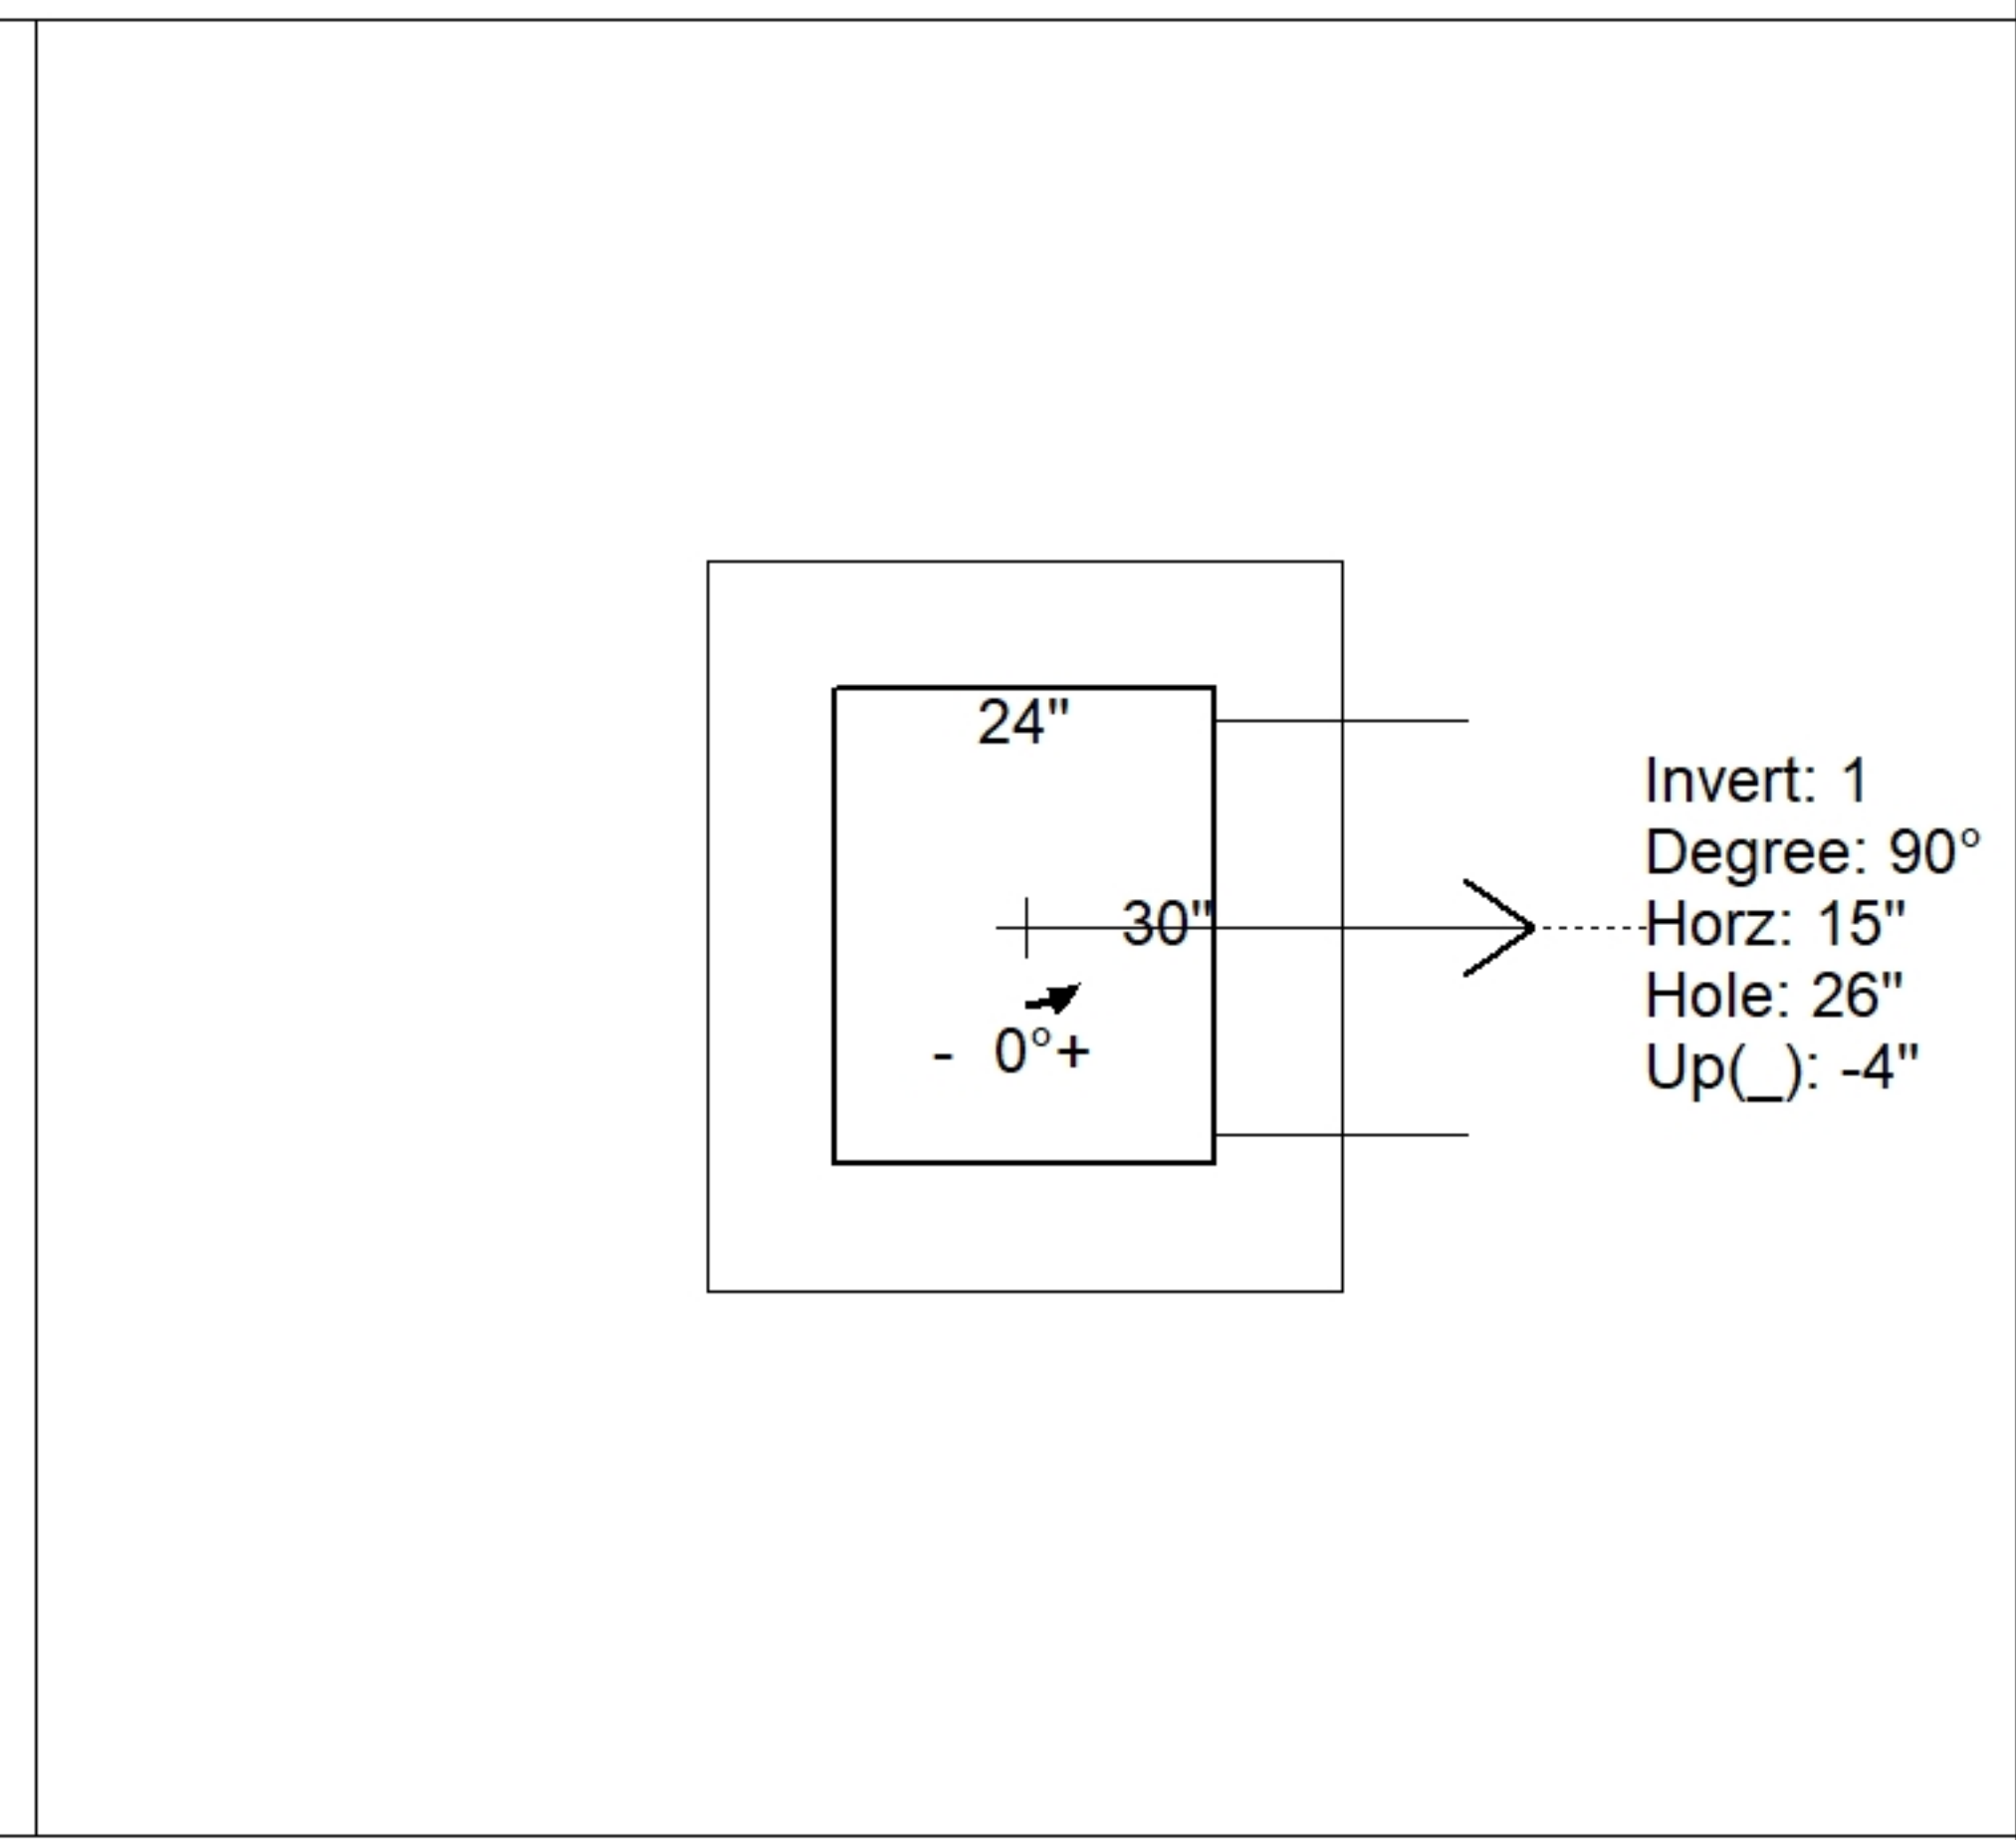 24"
30"
- 0°+
Invert: 1
Degree: 90°
Horz: 15"
Hole: 26"
Up(_): -4"